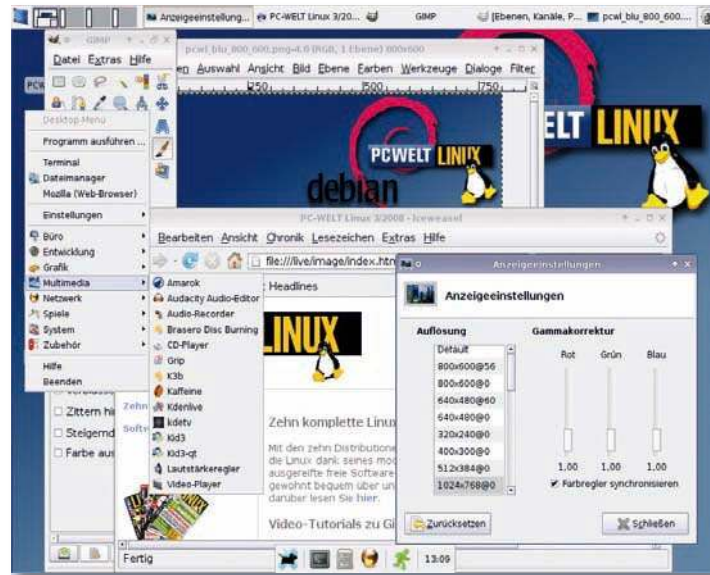 Anzeigeeinstellung...
PC-WELT Linux 3/20...
GIMP
[Ebenen, Kanäle, P...
pcwl_blu_800_600....
GIMP
Datei Extras Hilfe
pcwl_blu_800_600.png-4.0 (RGB, 1 Ebene) 800x600
Auswahl Ansicht Bild Ebene Farben Werkzeuge Dialoge Filter
250
500
750
PCWELT LINUX
debian
ELT LINUX
Desktop-Menü
Programm ausführen ...
Terminal
Dateimanager
Mozilla (Web-Browser)
Einstellungen
Büro
Entwicklung
Grafik
Multimedia
Netzwerk
Spiele
System
Zubehör
Hilfe
Beenden
Amarok
Audacity Audio-Editor
Audio-Recorder
Brasero Disc Burning
CD-Player
Grip
K3b
Kaffeine
Kdenlive
kdetv
Kid3
Kid3-qt
Lautstärkeregler
Video-Player
PC-WELT Linux 3/2008 - Iceweasel
Bearbeiten Ansicht Chronik Lesezeichen Extras Hilfe
file:///live/image/index.htm
Headlines
LINUX
Zehn komplette Linu
Mit den zehn Distributione
die Linux dank seines mod
ausgereifte freie Software
gewohnt bequem über un
darüber lesen Sie hier.
Video-Tutorials zu Gi
Zittern hi
Steigernd
Farbe aus
Fertig
13:09
Anzeigeeinstellungen
Anzeigeeinstellungen
Auflösung
Default
800x600@56
800x600@0
640x480@60
640x480@0
320x240@0
400x300@0
512x384@0
1024x768@0
Gammakorrektur
Rot Grün Blau
1.00 1.00 1.00
Farbregler synchronisieren
Zurücksetzen
Schließen